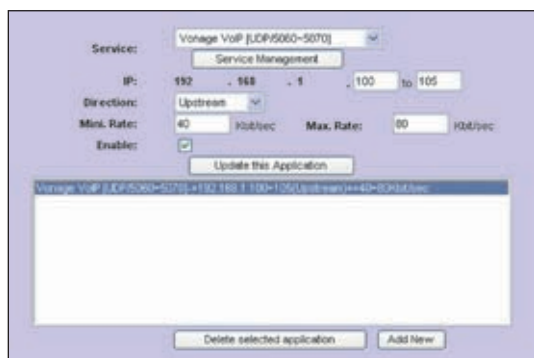 Service: Vonage VoIP [UDP/5060~5070]
Service Management
IP: 192 . 168 . 1 . 100 to 105
Direction: Upstream
Mini. Rate: 40 Kbit/sec Max. Rate: 80 Kbit/sec
Enable:
Update this Application
Vonage VoIP [UDP/5060~5070]->192.168.1.100~105(Upstream)=>40~80Kbit/sec
Delete selected application Add New